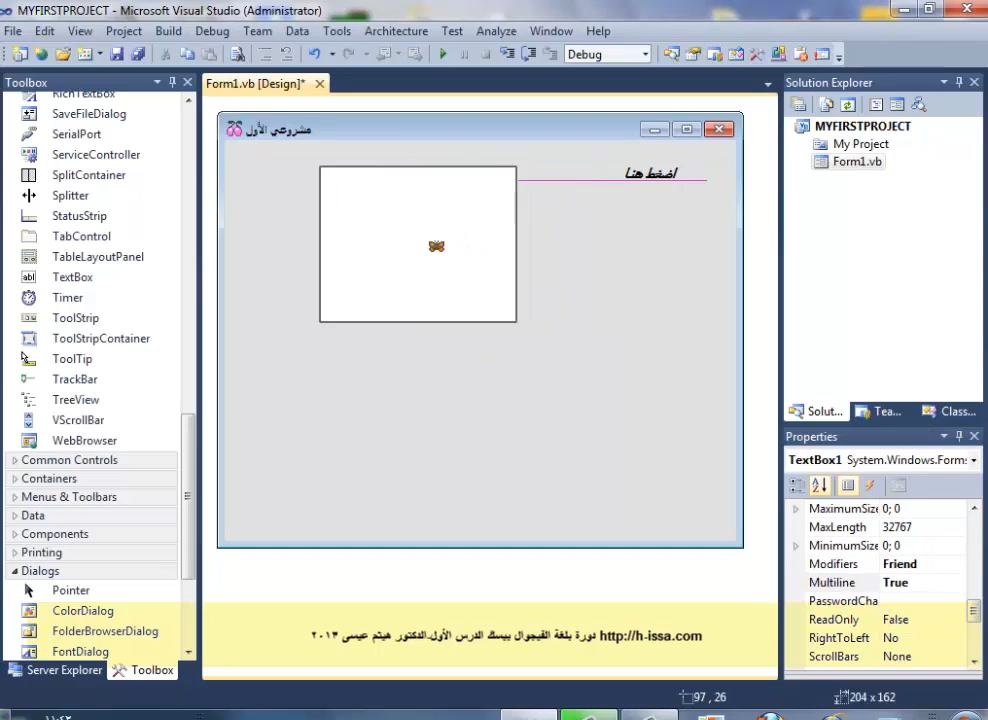 MYFIRSTPROJECT - Microsoft Visual Studio (Administrator)
File Edit View Project Build Debug Team Data Tools Architecture Test Analyze Window Help
Debug
Toolbox
RichTextBox
SaveFileDialog
SerialPort
ServiceController
SplitContainer
Splitter
StatusStrip
TabControl
TableLayoutPanel
TextBox
Timer
ToolStrip
ToolStripContainer
ToolTip
TrackBar
TreeView
VScrollBar
WebBrowser
Common Controls
Containers
Menus & Toolbars
Data
Components
Printing
Dialogs
Pointer
ColorDialog
FolderBrowserDialog
FontDialog
Server Explorer Toolbox
Form1.vb [Design]*
مشروعي الأول
اضغط هنا
http://h-issa.com دورة بلغة الفيجوال بيسك الدرس الأول.الدكتور هيثم عيسى ٢٠١٣
Solution Explorer
MYFIRSTPROJECT
My Project
Form1.vb
Solut... Tea... Class...
Properties
TextBox1 System.Windows.Forms
MaximumSize 0; 0
MaxLength 32767
MinimumSize 0; 0
Modifiers Friend
Multiline True
PasswordCha
ReadOnly False
RightToLeft No
ScrollBars None
97 , 26
204 x 162